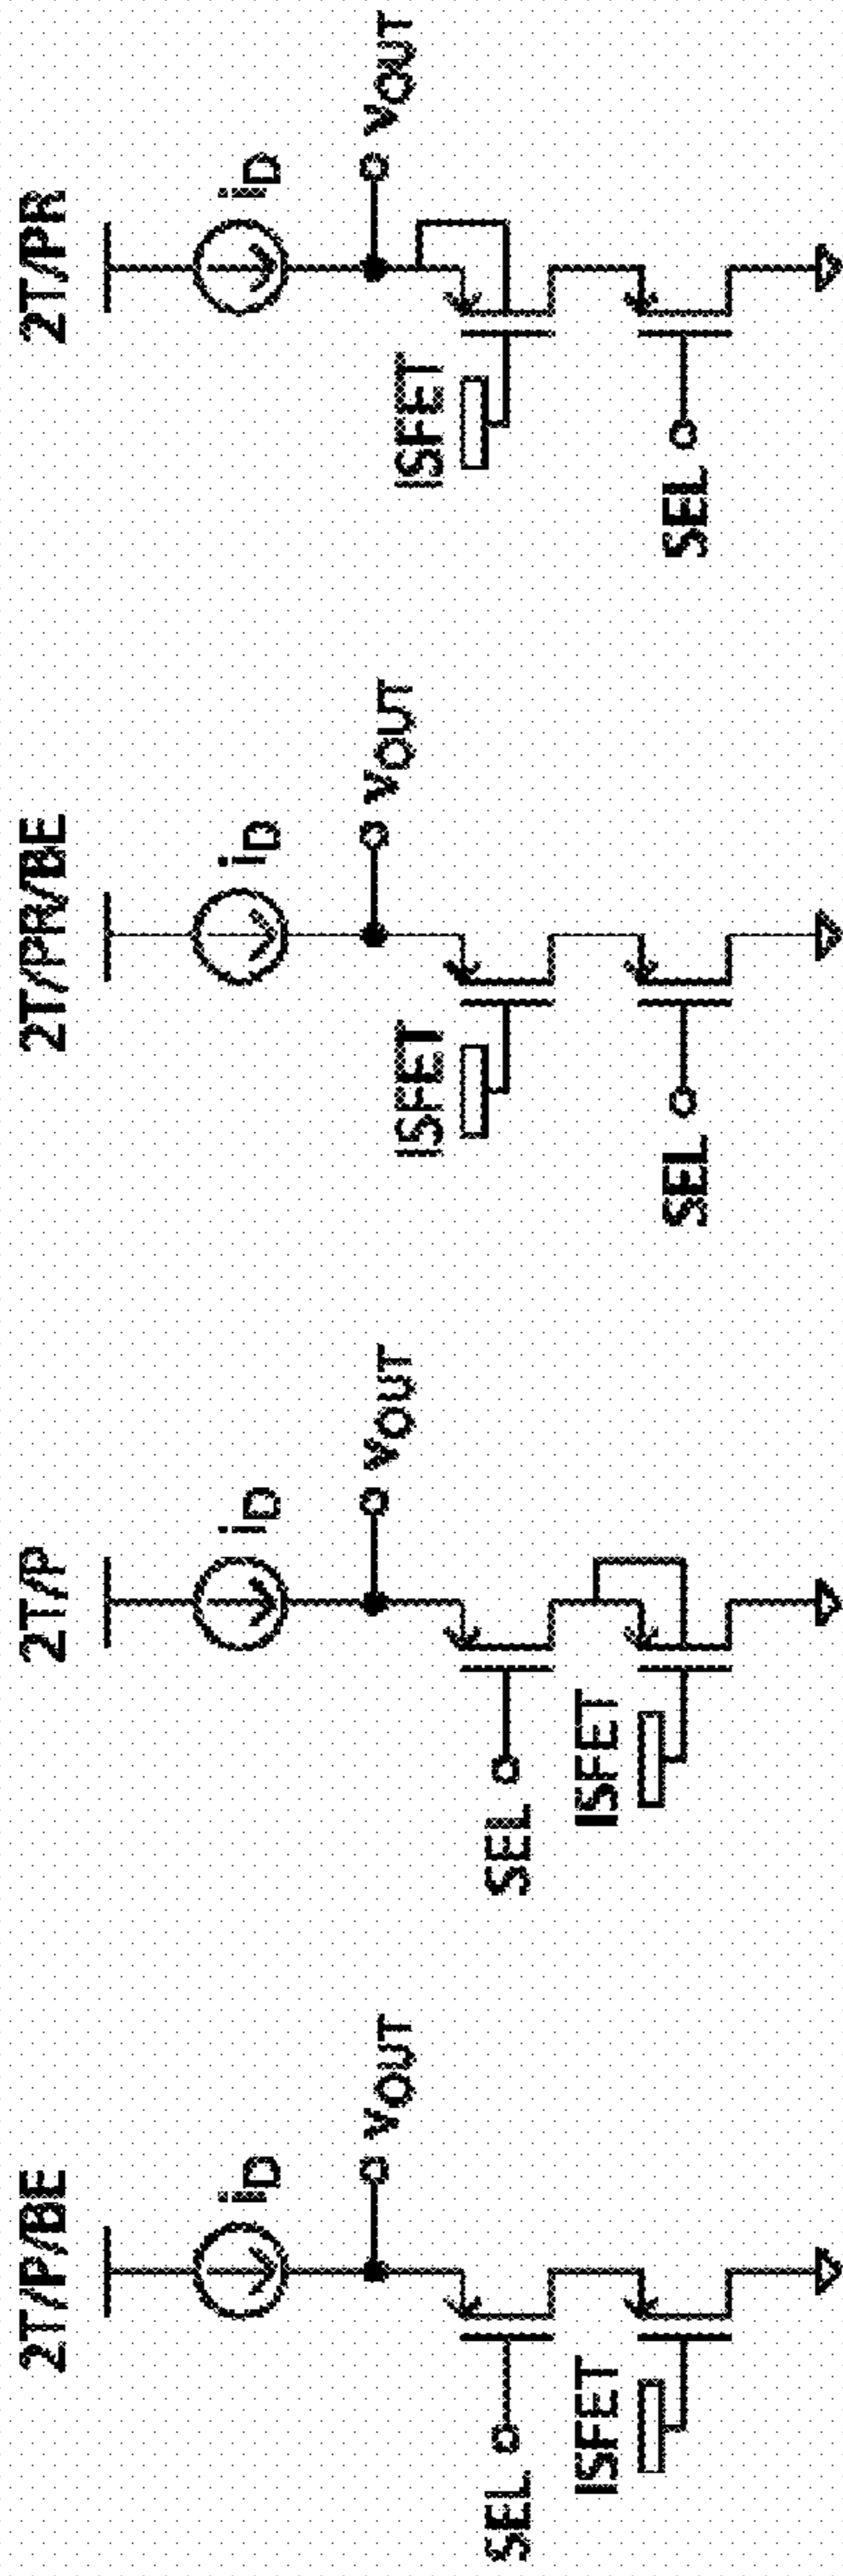 2T/P/BE
iD
VOUT
SEL
ISFET
2T/P
iD
VOUT
SEL
ISFET
2T/PR/BE
iD
VOUT
ISFET
SEL
2T/PR
iD
VOUT
ISFET
SEL